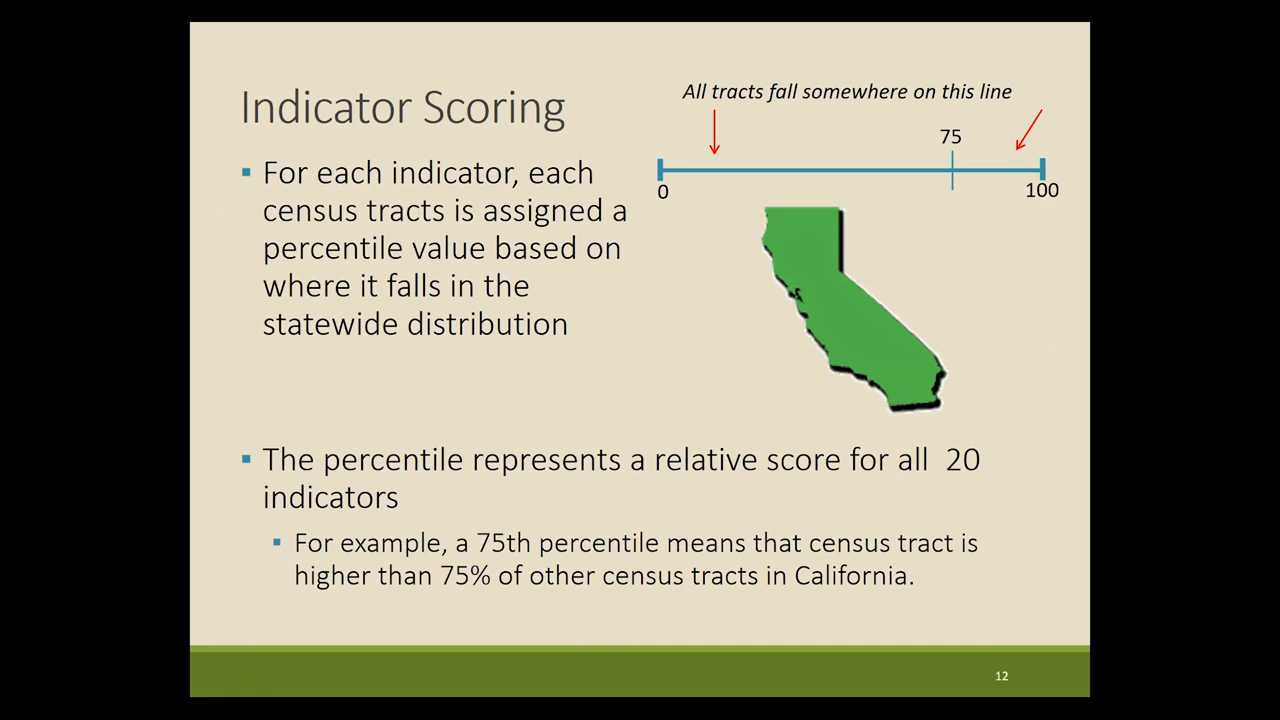 Indicator Scoring
All tracts fall somewhere on this line
75
0
100
▪ For each indicator, each
census tracts is assigned a
percentile value based on
where it falls in the
statewide distribution
▪ The percentile represents a relative score for all  20
indicators
▪ For example, a 75th percentile means that census tract is
higher than 75% of other census tracts in California.
12